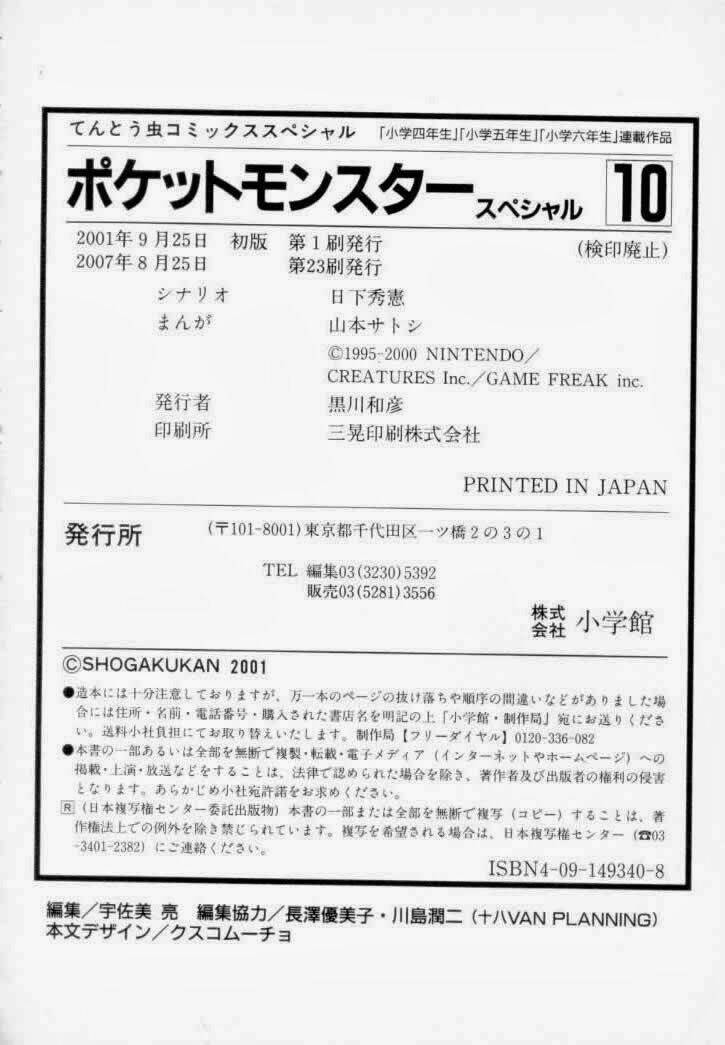 てんとう虫コミックススペシャル 「小学四年生」「小学五年生」「小学六年生」連載作品
ポケットモンスター スペシャル 10
2001年9月25日 初版 第1刷発行 (検印廃止)
2007年8月25日 第23刷発行
シナリオ 日下秀憲
まんが 山本サトシ
©1995-2000 NINTENDO/
CREATURES Inc./GAME FREAK inc.
発行者 黒川和彦
印刷所 三晃印刷株式会社
PRINTED IN JAPAN
発行所 (〒101-8001)東京都千代田区一ツ橋2の3の1
TEL 編集03(3230)5392
販売03(5281)3556
株式会社 小学館
©SHOGAKUKAN 2001
●造本には十分注意しておりますが、万一本のページの抜け落ちや順序の間違いなどがありました場
合には住所・名前・電話番号・購入された書店名を明記の上「小学館・制作局」宛にお送りくださ
い。送料小社負担にてお取り替えいたします。制作局【フリーダイヤル】0120-336-082
●本書の一部あるいは全部を無断で複製・転載・電子メディア(インターネットやホームページ)への
掲載・上演・放送などをすることは、法律で認められた場合を除き、著作者及び出版者の権利の侵害
となります。あらかじめ小社宛許諾をお求めください。
R(日本複写権センター委託出版物)本書の一部または全部を無断で複写(コピー)することは、著
作権法上での例外を除き禁じられています。複写を希望される場合は、日本複写権センター(☎03
-3401-2382)にご連絡ください。
ISBN4-09-149340-8
編集/宇佐美 亮 編集協力/長澤優美子・川島潤二(十八VAN PLANNING)
本文デザイン/クスコムーチョ